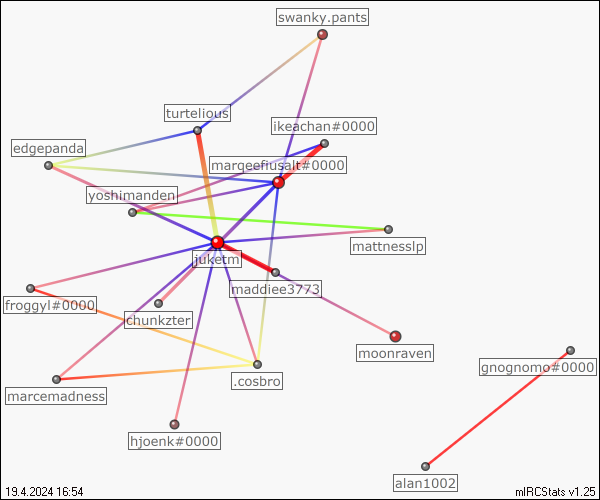 swanky.pants
turtelious
ikeachan#0000
edgepanda
margeefiusalt#0000
yoshimanden
mattnesslp
juketm
maddiee3773
froggyl#0000
chunkzter
moonraven
gnognomo#0000
.cosbro
marcemadness
hjoenk#0000
alan1002
19.4.2024 16:54
mIRCStats v1.25